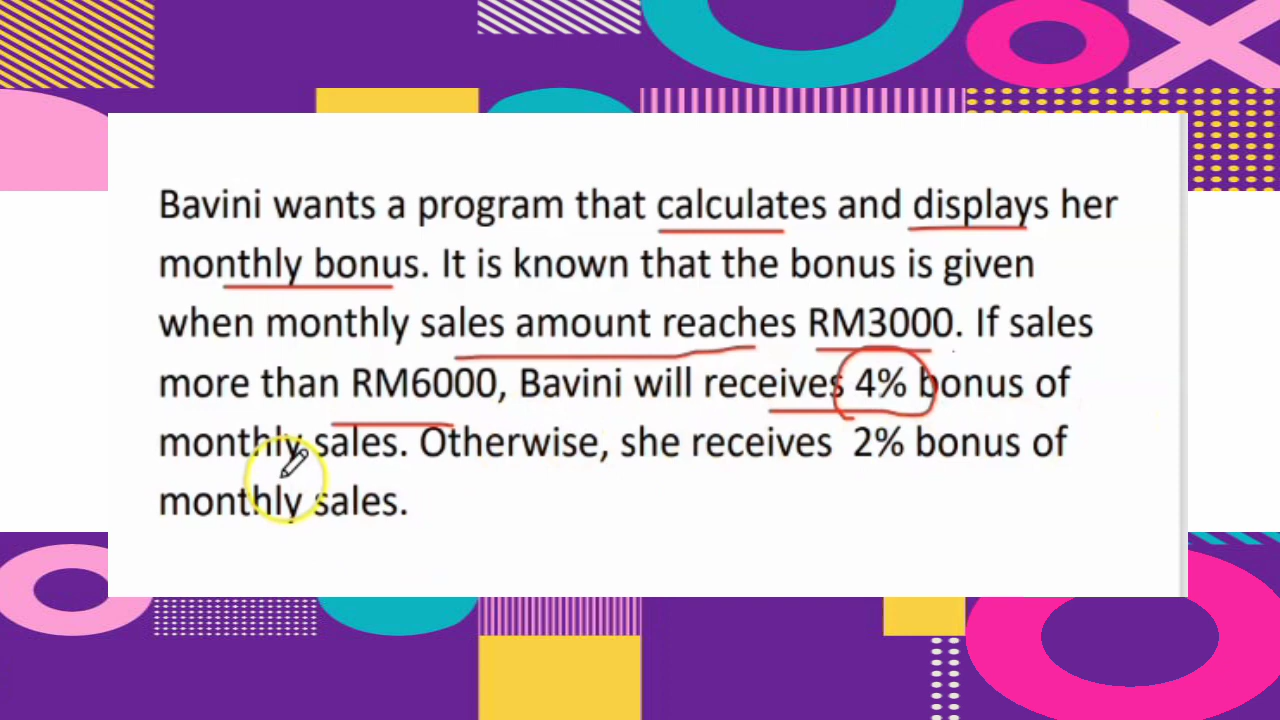 Bavini wants a program that calculates and displays her
monthly bonus. It is known that the bonus is given
when monthly sales amount reaches RM3000. If sales
more than RM6000, Bavini will receives 4% bonus of
monthly sales. Otherwise, she receives 2% bonus of
monthly sales.